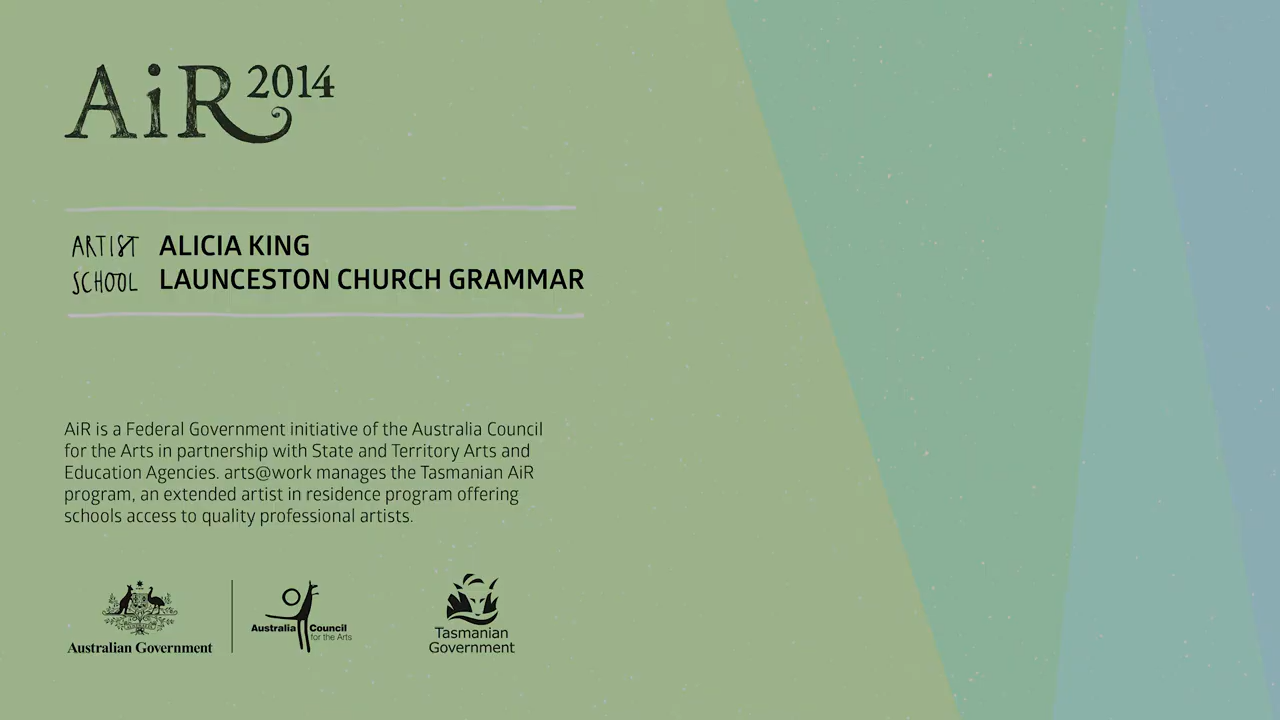 AiR 2014
ARTIST ALICIA KING
SCHOOL LAUNCESTON CHURCH GRAMMAR
AiR is a Federal Government initiative of the Australia Council
for the Arts in partnership with State and Territory Arts and
Education Agencies. arts@work manages the Tasmanian AiR
program, an extended artist in residence program offering
schools access to quality professional artists.
Australian Government
Australia Council
for the Arts
Tasmanian
Government